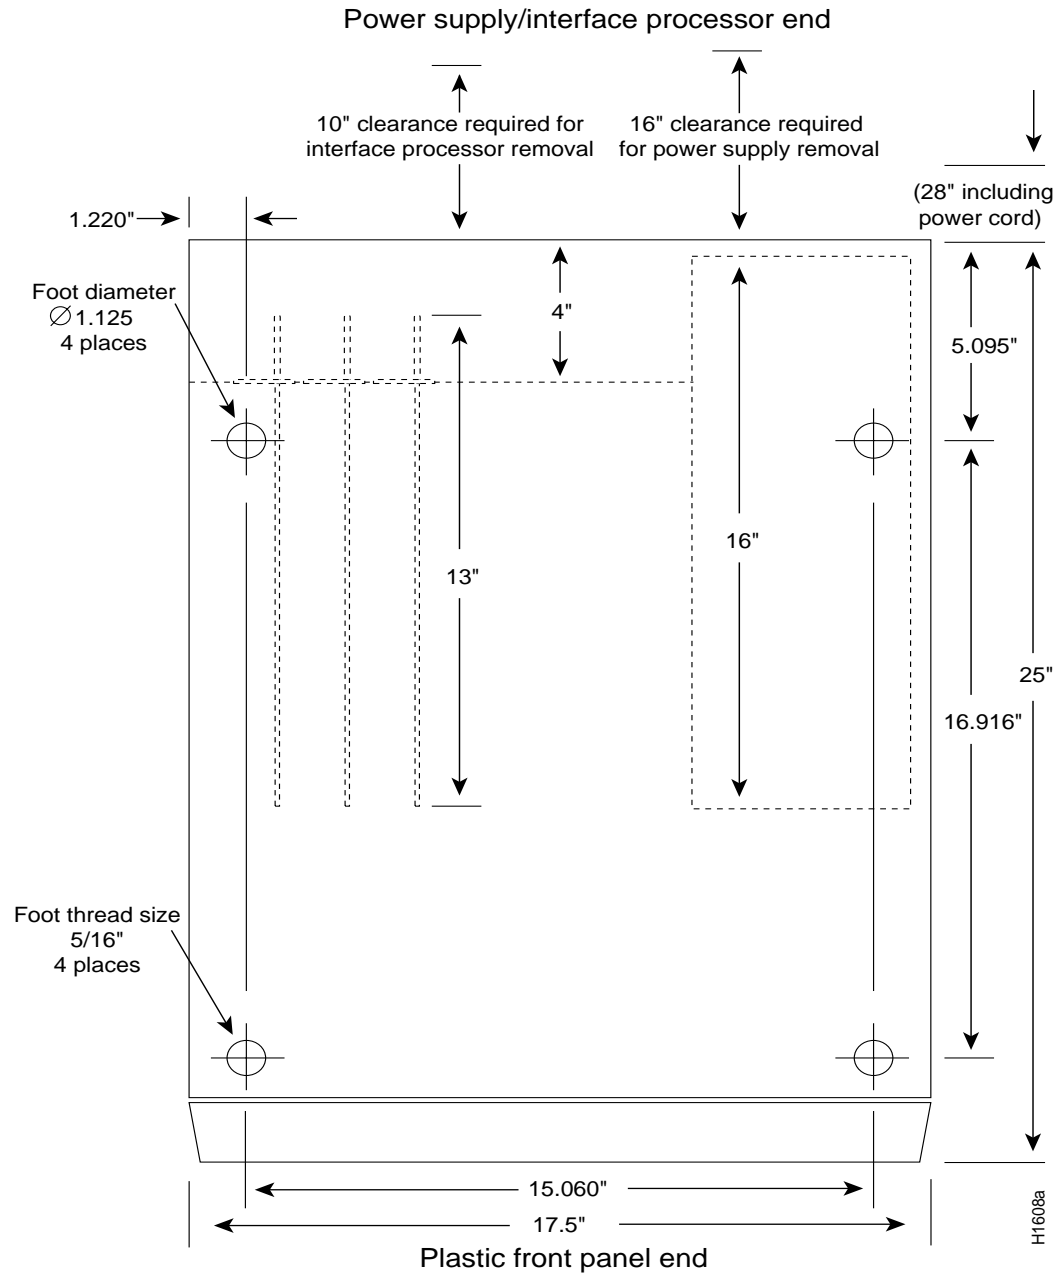 Power supply/interface processor end
10" clearance required for
interface processor removal
16" clearance required
for power supply removal
(28" including
power cord)
1.220"
Foot diameter
∅ 1.125
4 places
4"
5.095"
16"
13"
25"
16.916"
Foot thread size
5/16"
4 places
15.060"
17.5"
Plastic front panel end
H1608a